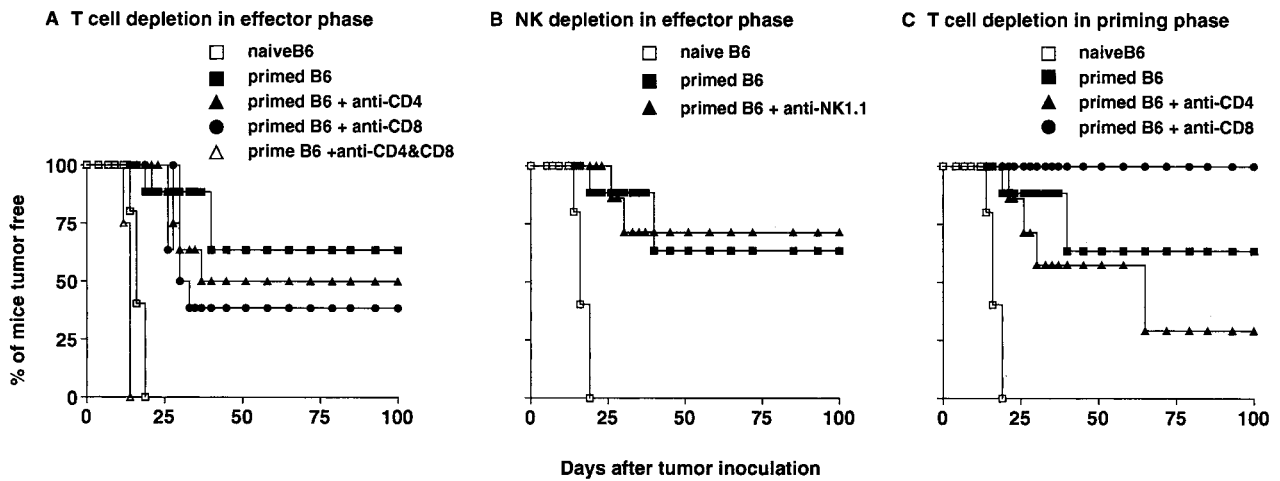 A T cell depletion in effector phase
naiveB6
primed B6
primed B6 + anti-CD4
primed B6 + anti-CD8
prime B6 +anti-CD4&CD8
B NK depletion in effector phase
naive B6
primed B6
primed B6 + anti-NK1.1
C T cell depletion in priming phase
naiveB6
primed B6
primed B6 + anti-CD4
primed B6 + anti-CD8
% of mice tumor free
100
75
50
25
0
0 25 50 75 100
0 25 50 75 100
0 25 50 75 100
Days after tumor inoculation